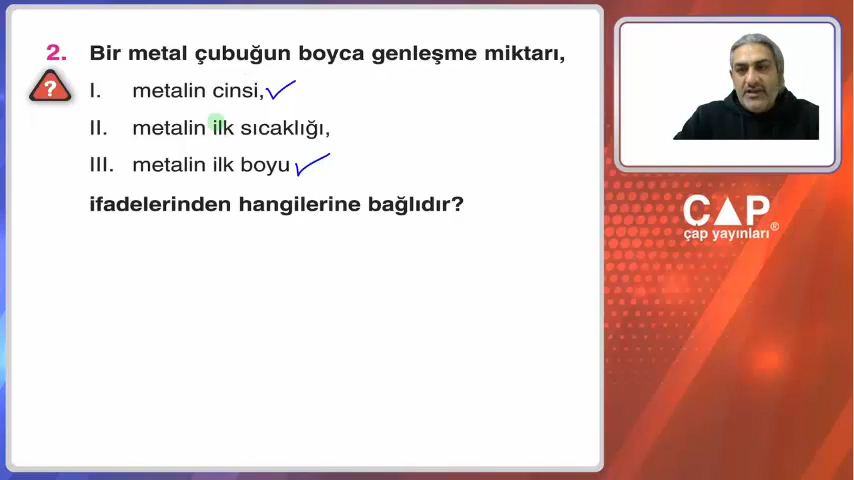 2. Bir metal çubuğun boyca genleşme miktarı,
?
I. metalin cinsi,
II. metalin ilk sıcaklığı,
III. metalin ilk boyu
ifadelerinden hangilerine bağlıdır?
ÇAP
çap yayınları®